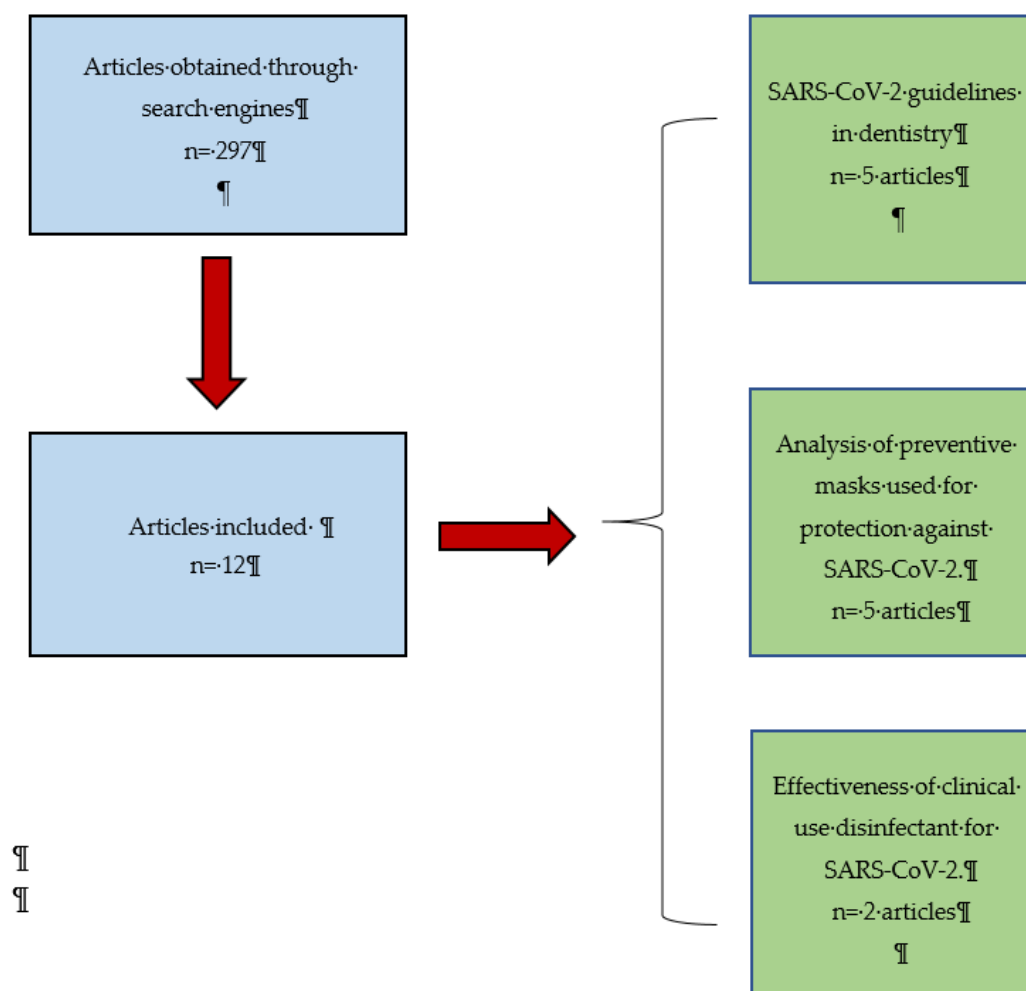 Articles·obtained·through·
search·engines¶
n=·297¶
¶
Articles·included· ¶
n=·12¶
SARS-CoV-2·guidelines·
in·dentistry¶
n=·5·articles¶
¶
Analysis·of·preventive·
masks·used·for·
protection·against·
SARS-CoV-2.¶
n=·5·articles¶
Effectiveness·of·clinical·
use·disinfectant·for·
SARS-CoV-2.¶
n=·2·articles¶
¶
¶
¶